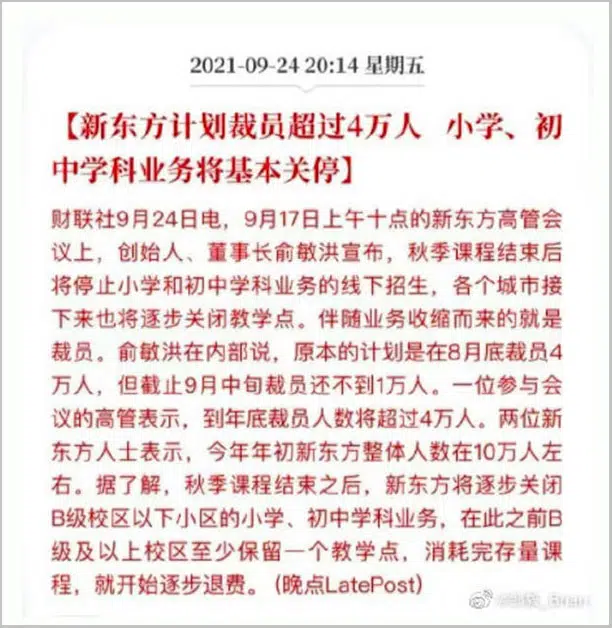 2021-09-24 20:14 星期五
【新东方计划裁员超过4万人 小学、初
中学科业务将基本关停】
财联社9月24日电，9月17日上午十点的新东方高管会
议上，创始人、董事长俞敏洪宣布，秋季课程结束后
将停止小学和初中学科业务的线下招生，各个城市接
下来也将逐步关闭教学点。伴随业务收缩而来的就是
裁员。俞敏洪在内部说，原本的计划是在8月底裁员4
万人，但截止9月中旬裁员还不到1万人。一位参与会
议的高管表示，到年底裁员人数将超过4万人。两位新
东方人士表示，今年年初新东方整体人数在10万人左
右。据了解，秋季课程结束之后，新东方将逐步关闭
B级校区以下小区的小学、初中学科业务，在此之前B
级及以上校区至少保留一个教学点，消耗完存量课
程，就开始逐步退费。（晚点LatePost）
_Brian